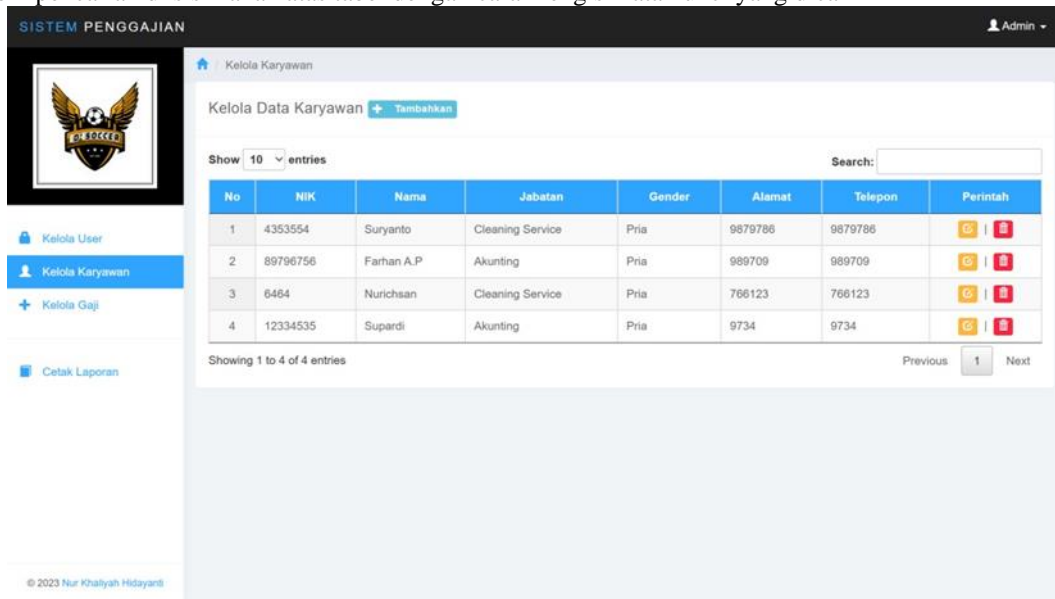 SISTEM PENGGAJIAN
Admin
Kelola Karyawan
Kelola Data Karyawan + Tambahkan
Show 10 entries
Search:
No NIK Nama Jabatan Gender Alamat Telepon Perintah
1 4353554 Suryanto Cleaning Service Pria 9879786 9879786 |
2 89796756 Farhan A.P Akunting Pria 989709 989709 |
3 6464 Nurichsan Cleaning Service Pria 766123 766123 |
4 12334535 Supardi Akunting Pria 9734 9734 |
Showing 1 to 4 of 4 entries
Previous 1 Next
Kelola User
Kelola Karyawan
Kelola Gaji
Cetak Laporan
© 2023 Nur Khaliyah Hidayanti